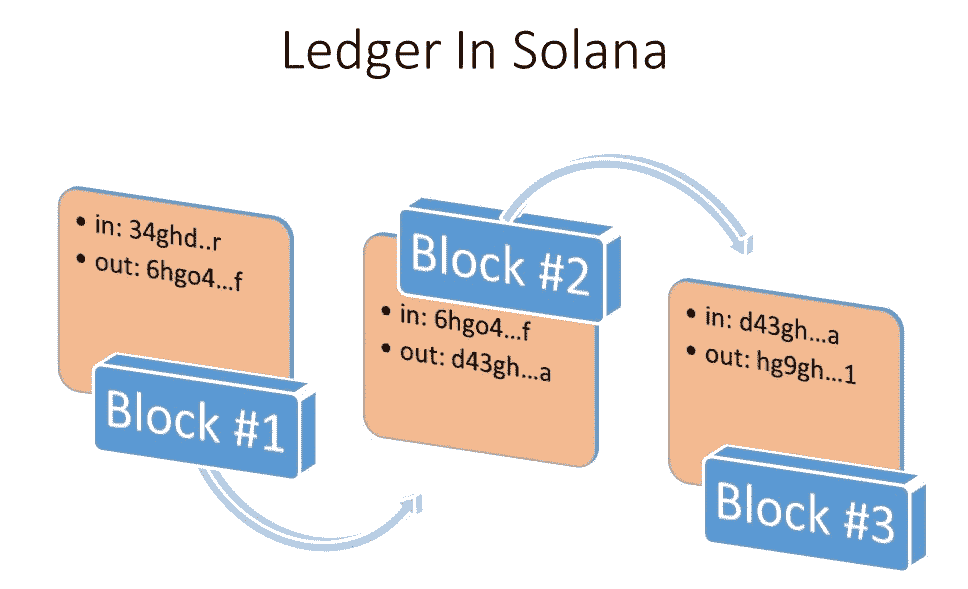 Ledger In Solana
• in: 34ghd..r
• out: 6hgo4...f
Block #1
Block #2
• in: 6hgo4...f
• out: d43gh...a
• in: d43gh...a
• out: hg9gh...1
Block #3